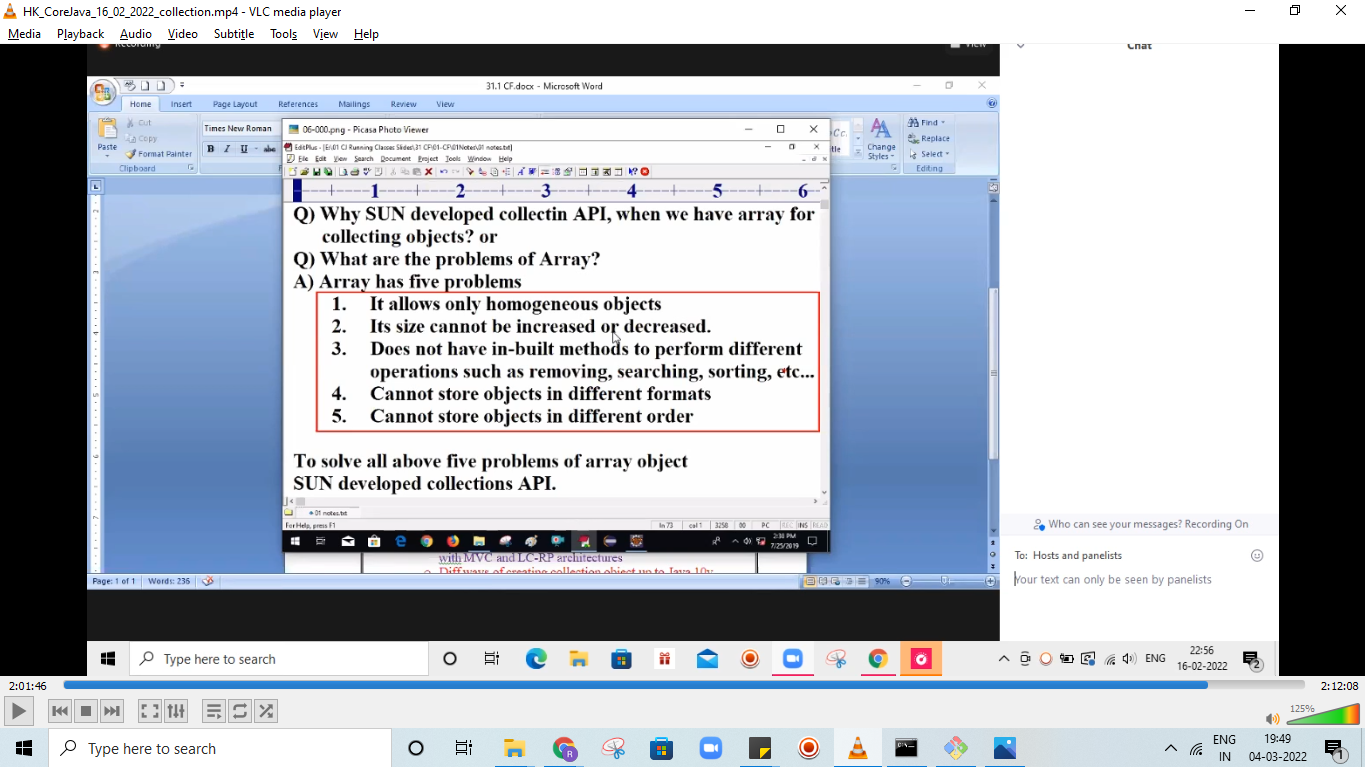 HK_CoreJava_16_02_2022_collection.mp4 - VLC media player
Media Playback Audio Video Subtitle Tools View Help
Recording
View
Chat
31.1 CF.docx - Microsoft Word
Home Insert Page Layout References Mailings Review View
Paste
Cut
Copy
Format Painter
Clipboard
Times New Roman
B I U abc
Change
Styles
Find
Replace
Select
Editing
06-000.png - Picasa Photo Viewer
EditPlus - [E:\01 CJ Running Classes Slides\31 CF\01-CF\01Notes\01 notes.txt]
File Edit View Search Document Project Tools Window Help
1 2 3 4 5 6
Q) Why SUN developed collectin API, when we have array for
collecting objects? or
Q) What are the problems of Array?
A) Array has five problems
1. It allows only homogeneous objects
2. Its size cannot be increased or decreased.
3. Does not have in-built methods to perform different
operations such as removing, searching, sorting, etc...
4. Cannot store objects in different formats
5. Cannot store objects in different order
To solve all above five problems of array object
SUN developed collections API.
01 notes.txt
For Help, press F1
ln 73 col 1 3258 00 PC REC INS READ
2:30 PM
7/25/2019
with MVC and LC-RP architectures
Diff ways of creating collection object up to Java 10v
Page: 1 of 1 Words: 236
90%
Who can see your messages? Recording On
To: Hosts and panelists
Your text can only be seen by panelists
Type here to search
ENG
22:56
16-02-2022
2
2:01:46
2:12:08
125%
Type here to search
ENG
IN
19:49
04-03-2022
1